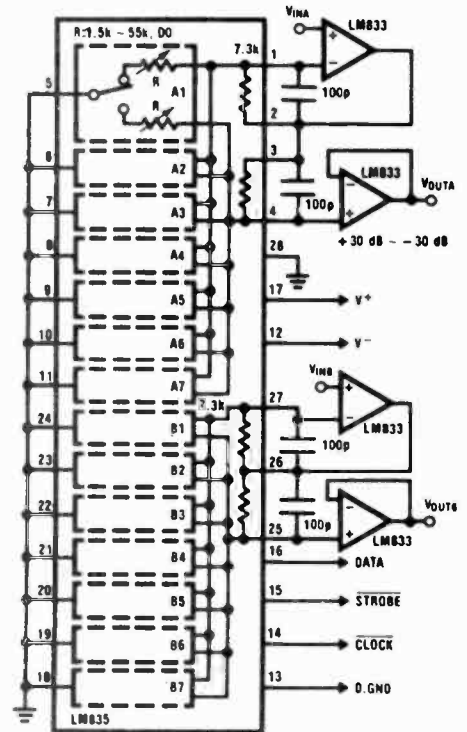 R=1.5k ~ 55k, D0
7.3k
VINA
LM833
5
R
A1
1
100p
R
2
6
A2
3
LM833
7
A3
4
100p
VOUTA
+30 dB ~ -30 dB
8
A4
28
9
A5
17
V+
10
A6
12
V-
11
A7
VINB
24
7.3k
B1
27
23
B2
26
100p
LM833
22
B3
25
100p
VOUTB
21
B4
16
LM833
DATA
20
B5
15
STROBE
19
B6
14
CLOCK
18
B7
13
D.GND
LM835